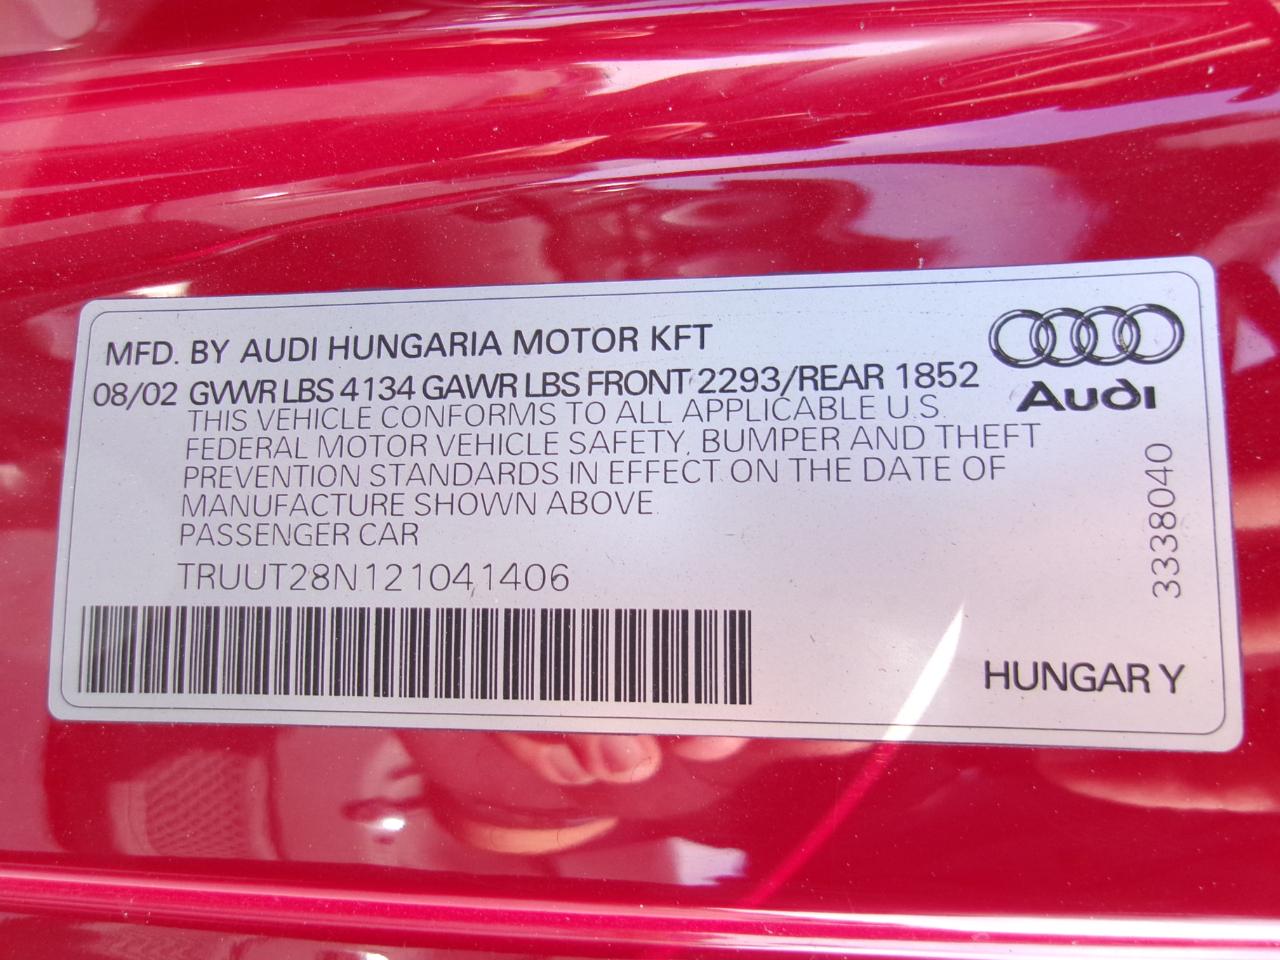 MFD. BY AUDI HUNGARIA MOTOR KFT
08/02 GVWR LBS 4134 GAWR LBS FRONT 2293/REAR 1852
THIS VEHICLE CONFORMS TO ALL APPLICABLE U.S.
FEDERAL MOTOR VEHICLE SAFETY, BUMPER AND THEFT
PREVENTION STANDARDS IN EFFECT ON THE DATE OF
MANUFACTURE SHOWN ABOVE
PASSENGER CAR
TRUUT28N121041406
Audi
3338040
HUNGARY